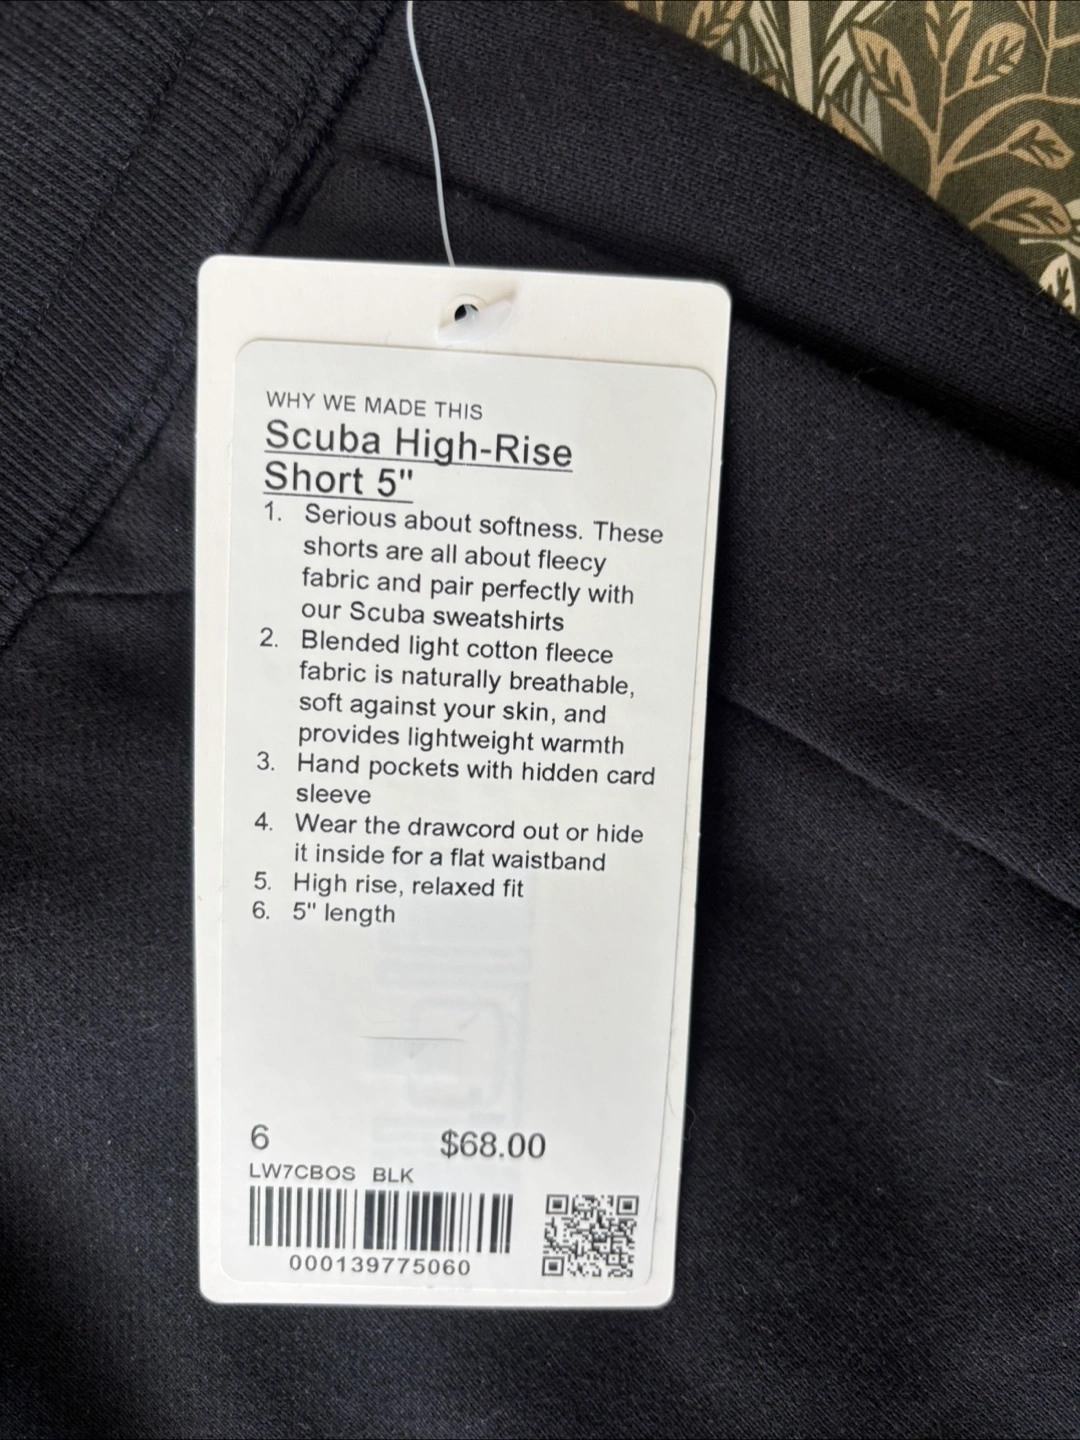 WHY WE MADE THIS
Scuba High-Rise
Short 5"
1. Serious about softness. These
shorts are all about fleecy
fabric and pair perfectly with
our Scuba sweatshirts
2. Blended light cotton fleece
fabric is naturally breathable,
soft against your skin, and
provides lightweight warmth
3. Hand pockets with hidden card
sleeve
4. Wear the drawcord out or hide
it inside for a flat waistband
5. High rise, relaxed fit
6. 5" length
6 $68.00
LW7CBOS BLK
000139775060